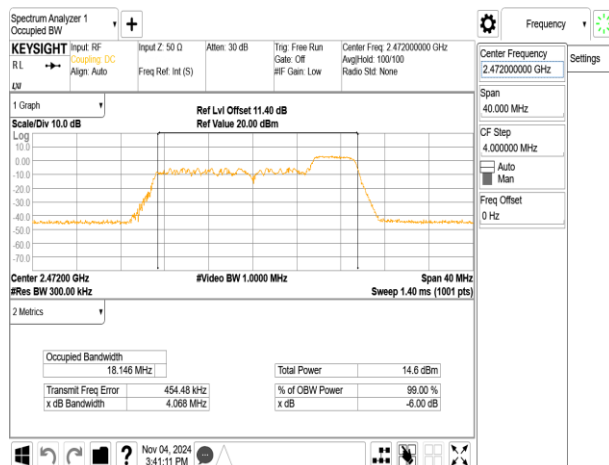 Spectrum Analyzer 1
Occupied BW
Frequency
KEYSIGHT
RL
LXI
Input: RF
Coupling: DC
Align: Auto
Input Z: 50 Ω
Freq Ref: Int (S)
Atten: 30 dB
Trig: Free Run
Gate: Off
#IF Gain: Low
Center Freq: 2.472000000 GHz
Avg|Hold: 100/100
Radio Std: None
Center Frequency
2.472000000 GHz
Settings
Span
40.000 MHz
CF Step
4.000000 MHz
Auto
Man
Freq Offset
0 Hz
1 Graph
Scale/Div 10.0 dB
Ref Lvl Offset 11.40 dB
Ref Value 20.00 dBm
Log
10.0
0.00
-10.0
-20.0
-30.0
-40.0
-50.0
-60.0
-70.0
Center 2.47200 GHz
#Video BW 1.0000 MHz
Span 40 MHz
#Res BW 300.00 kHz
Sweep 1.40 ms (1001 pts)
2 Metrics
Occupied Bandwidth
18.146 MHz
Total Power 14.6 dBm
Transmit Freq Error 454.48 kHz
% of OBW Power 99.00 %
x dB Bandwidth 4.068 MHz
x dB -6.00 dB
?
Nov 04, 2024
3:41:11 PM